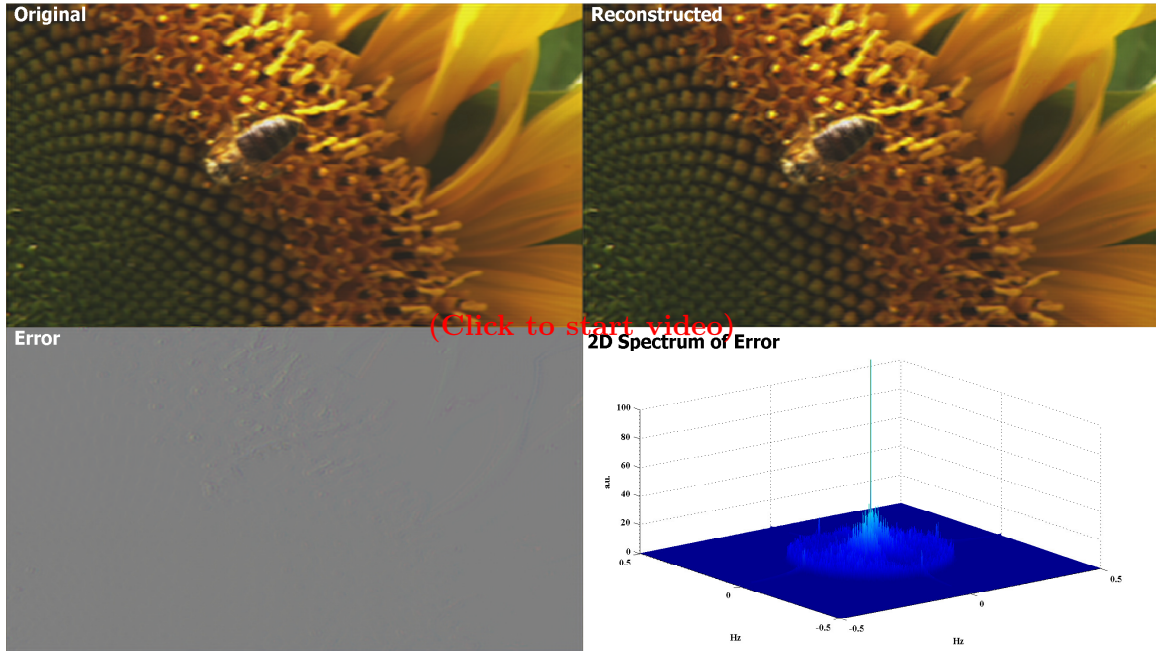 Original
Reconstructed
(Click to start video)
Error
2D Spectrum of Error
100
80
60
40
20
0
a.u.
0.5
0
-0.5
Hz
-0.5
0
0.5
Hz